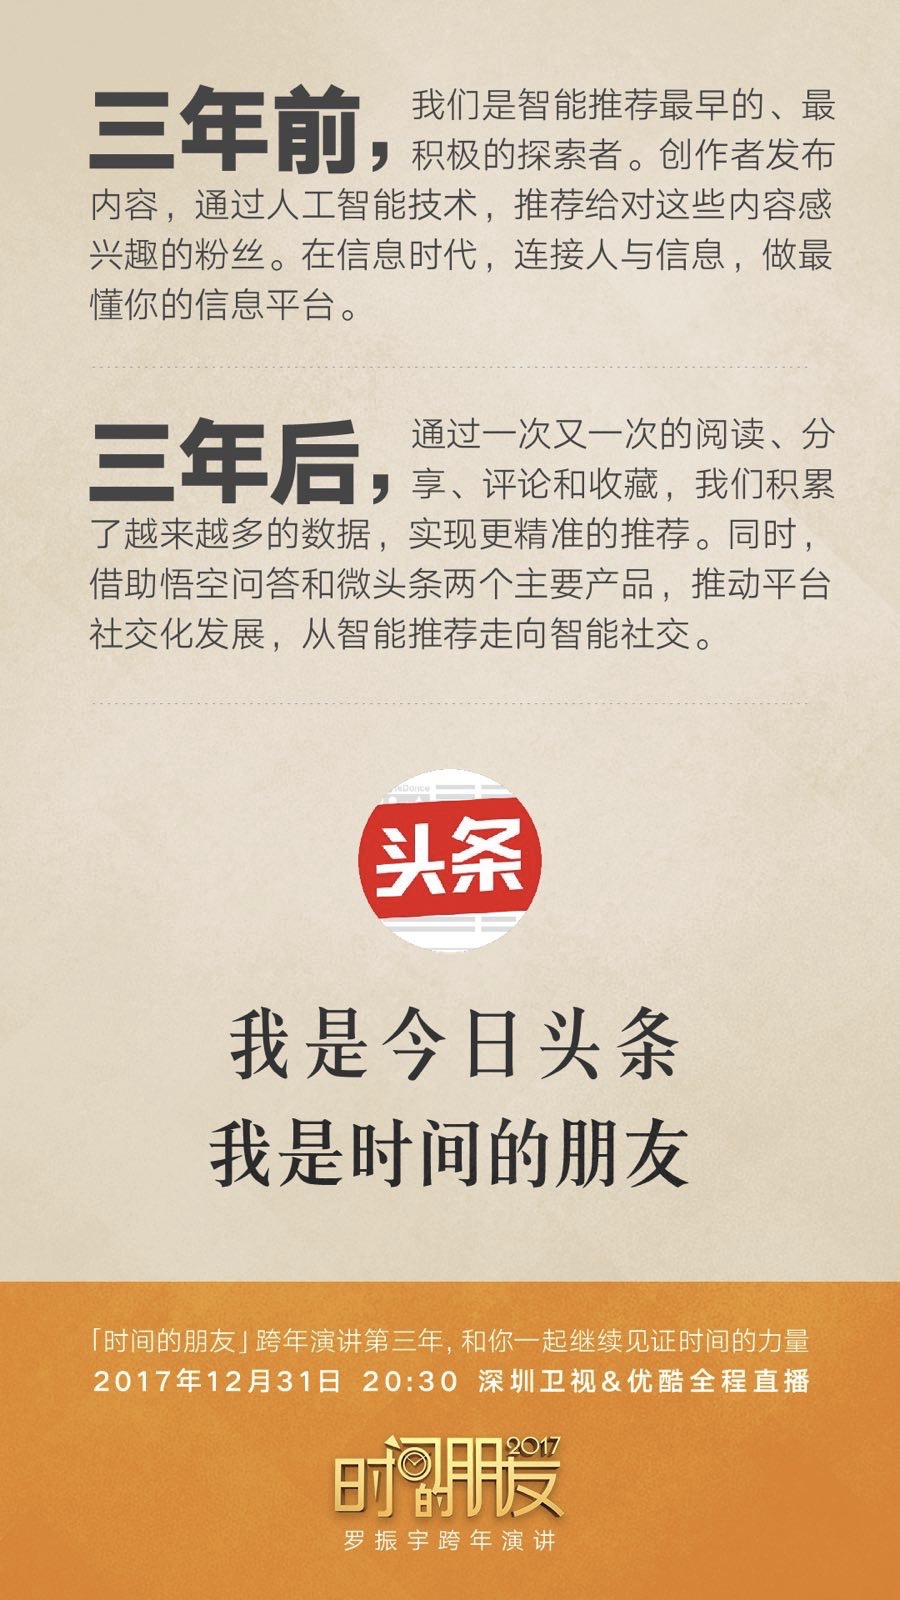 三年前，我们是智能推荐最早的、最
积极的探索者。创作者发布
内容，通过人工智能技术，推荐给对这些内容感
兴趣的粉丝。在信息时代，连接人与信息，做最
懂你的信息平台。
三年后，通过一次又一次的阅读、分
享、评论和收藏，我们积累
了越来越多的数据，实现更精准的推荐。同时，
借助悟空问答和微头条两个主要产品，推动平台
社交化发展，从智能推荐走向智能社交。
头条
我是今日头条
我是时间的朋友
「时间的朋友」跨年演讲第三年，和你一起继续见证时间的力量
2017年12月31日 20:30 深圳卫视&优酷全程直播
时间的朋友 2017
罗振宇跨年演讲